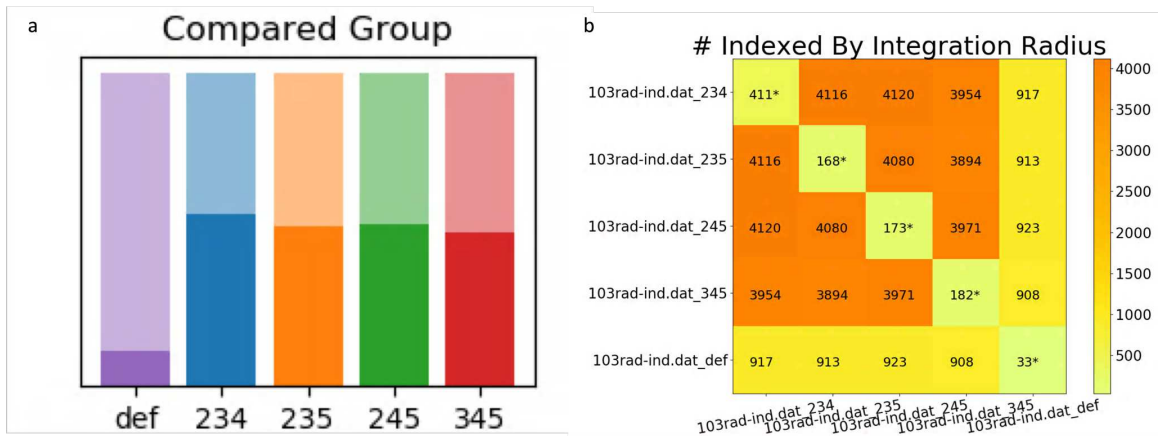 a
Compared Group
def 234 235 245 345
b
# Indexed By Integration Radius
103rad-ind.dat_234 411* 4116 4120 3954 917
103rad-ind.dat_235 4116 168* 4080 3894 913
103rad-ind.dat_245 4120 4080 173* 3971 923
103rad-ind.dat_345 3954 3894 3971 182* 908
103rad-ind.dat_def 917 913 923 908 33*
103rad-ind.dat_234 103rad-ind.dat_235 103rad-ind.dat_245 103rad-ind.dat_345 103rad-ind.dat_def
4000
3500
3000
2500
2000
1500
1000
500